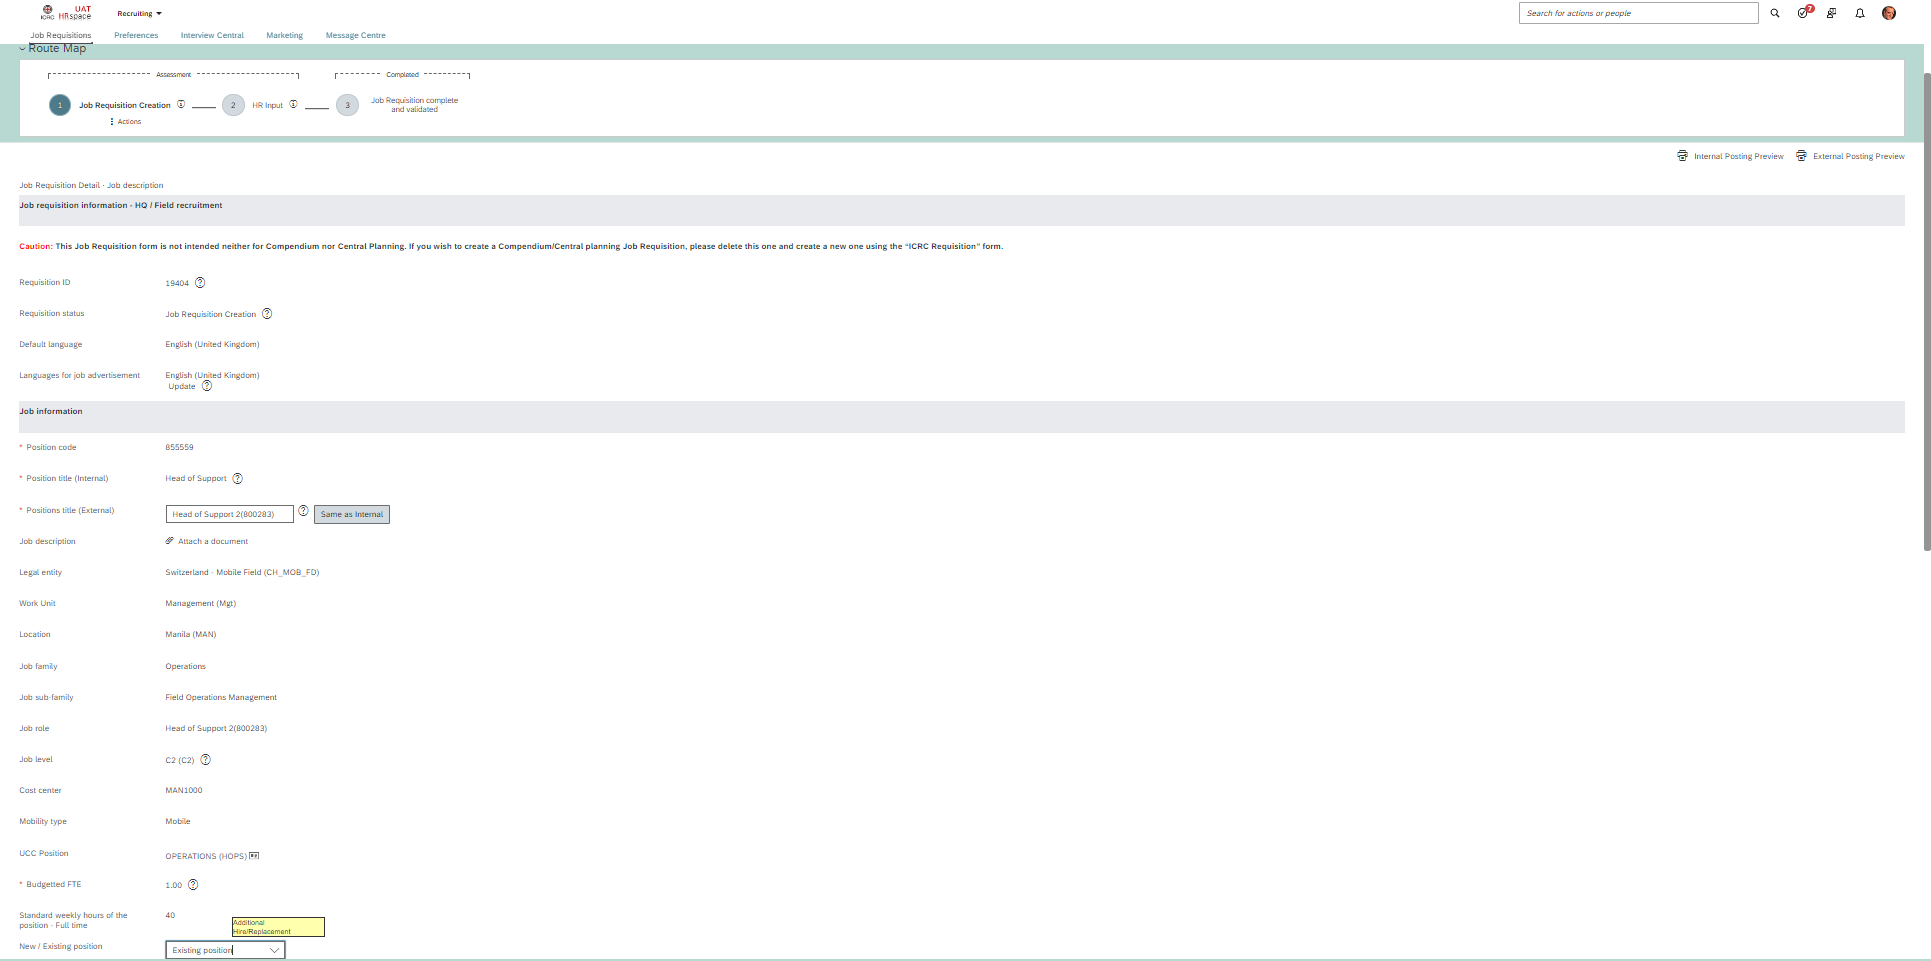 ICRC
UAT
HRspace
Recruiting
Search for actions or people
7
Job Requisitions
Preferences
Interview Central
Marketing
Message Centre
Route Map
Assessment
Completed
1
Job Requisition Creation
2
HR Input
3
Job Requisition complete
and validated
Actions
Internal Posting Preview
External Posting Preview
Job Requisition Detail · Job description
Job requisition information - HQ / Field recruitment
Caution: This Job Requisition form is not intended neither for Compendium nor Central Planning. If you wish to create a Compendium/Central planning Job Requisition, please delete this one and create a new one using the "ICRC Requisition" form.
Requisition ID
19404
Requisition status
Job Requisition Creation
Default language
English (United Kingdom)
Languages for job advertisement
English (United Kingdom)
Update
Job information
* Position code
855559
* Position title (Internal)
Head of Support
* Positions title (External)
Head of Support 2(800283)
Same as Internal
Job description
Attach a document
Legal entity
Switzerland - Mobile Field (CH_MOB_FD)
Work Unit
Management (Mgt)
Location
Manila (MAN)
Job family
Operations
Job sub-family
Field Operations Management
Job role
Head of Support 2(800283)
Job level
C2 (C2)
Cost center
MAN1000
Mobility type
Mobile
UCC Position
OPERATIONS (HOPS)
* Budgetted FTE
1.00
Standard weekly hours of the
position - Full time
40
Additional
Hire/Replacement
New / Existing position
Existing position